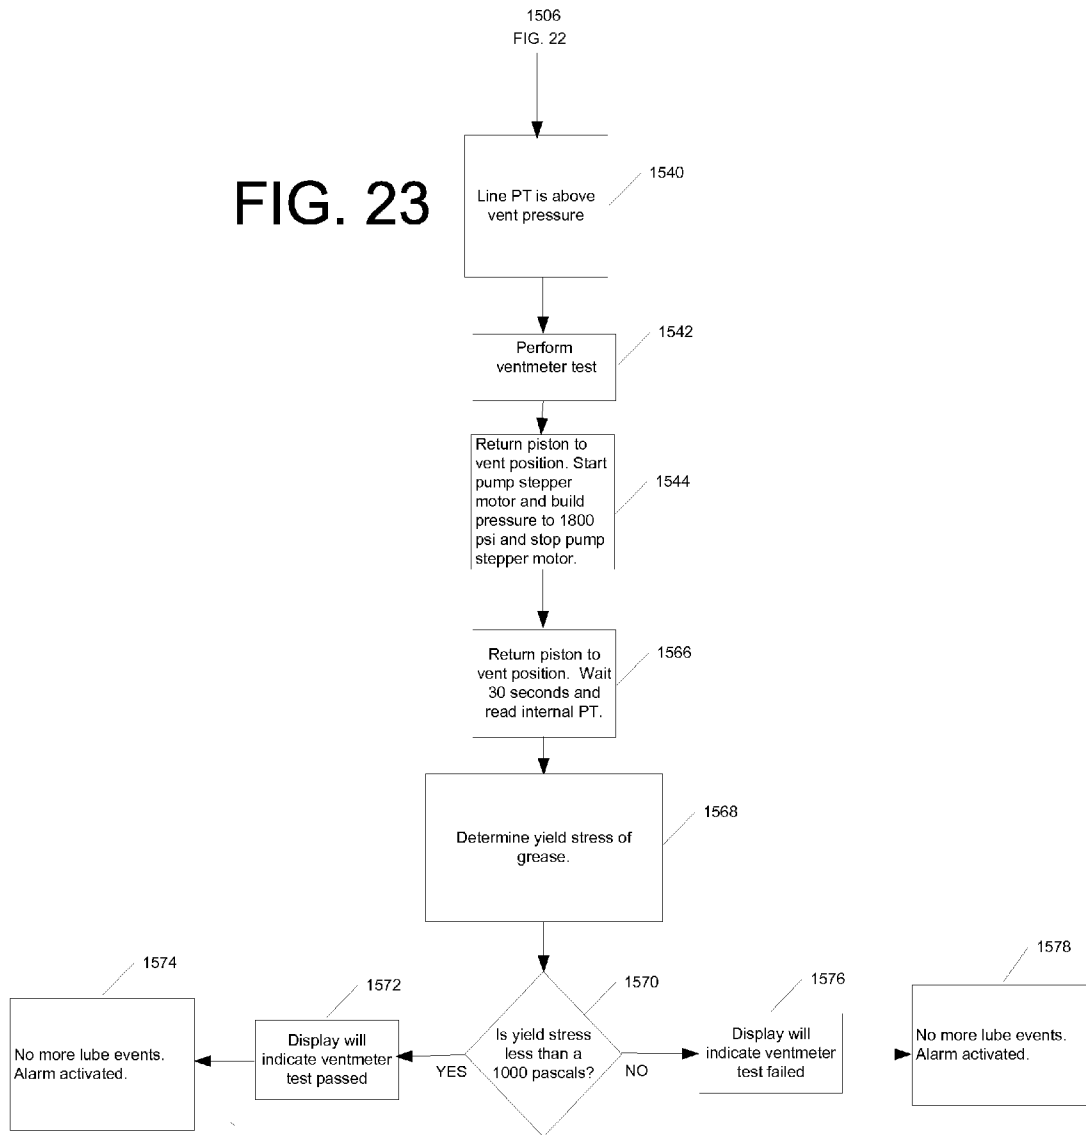 1506
FIG. 22
FIG. 23
Line PT is above
vent pressure
1540
Perform
ventmeter test
1542
Return piston to
vent position. Start
pump stepper
motor and build
pressure to 1800
psi and stop pump
stepper motor.
1544
Return piston to
vent position. Wait
30 seconds and
read internal PT.
1566
Determine yield stress of
grease.
1568
Is yield stress
less than a
1000 pascals?
1570
YES
NO
Display will
indicate ventmeter
test passed
1572
No more lube events.
Alarm activated.
1574
Display will
indicate ventmeter
test failed
1576
No more lube events.
Alarm activated.
1578